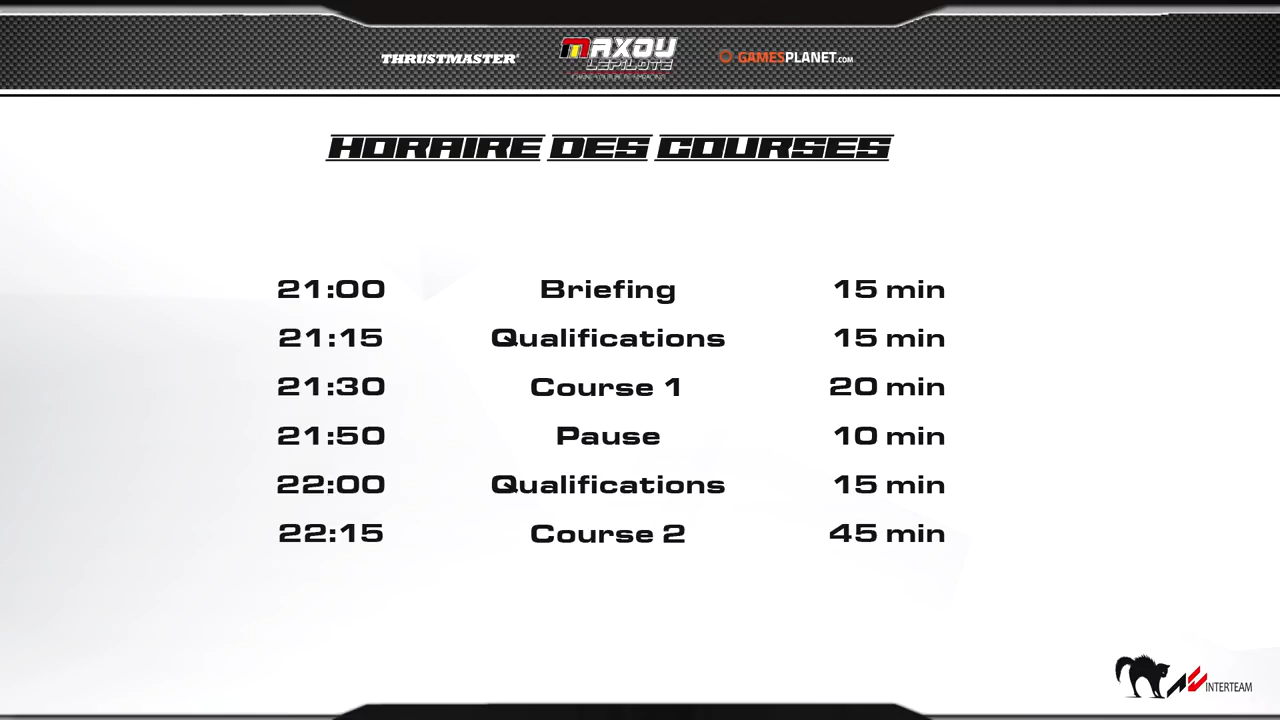 THRUSTMASTER®
MAXOU
LEPILOTE
GAMESPLANET.COM
HORAIRE DES COURSES
21:00 Briefing 15 min
21:15 Qualifications 15 min
21:30 Course 1 20 min
21:50 Pause 10 min
22:00 Qualifications 15 min
22:15 Course 2 45 min
INTERTEAM